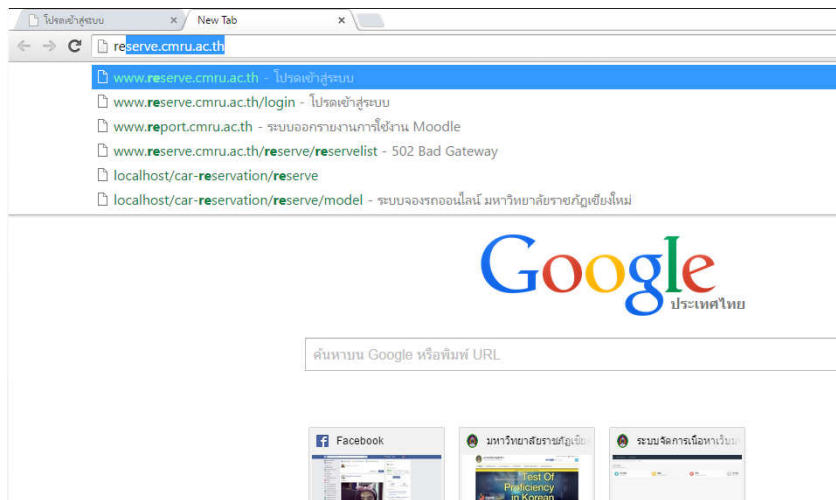 โปรดเข้าสู่ระบบ × New Tab ×
reserve.cmru.ac.th
www.reserve.cmru.ac.th - โปรดเข้าสู่ระบบ
www.reserve.cmru.ac.th/login - โปรดเข้าสู่ระบบ
www.report.cmru.ac.th - ระบบออกรายงานการใช้งาน Moodle
www.reserve.cmru.ac.th/reserve/reservelist - 502 Bad Gateway
localhost/car-reservation/reserve
localhost/car-reservation/reserve/model - ระบบจองรถออนไลน์ มหาวิทยาลัยราชภัฏเชียงใหม่
Google
ประเทศไทย
ค้นหาบน Google หรือพิมพ์ URL
Facebook มหาวิทยาลัยราชภัฏเชีย ระบบจัดการเนื้อหาเว็บ
Test Of
Proficiency
in Korean